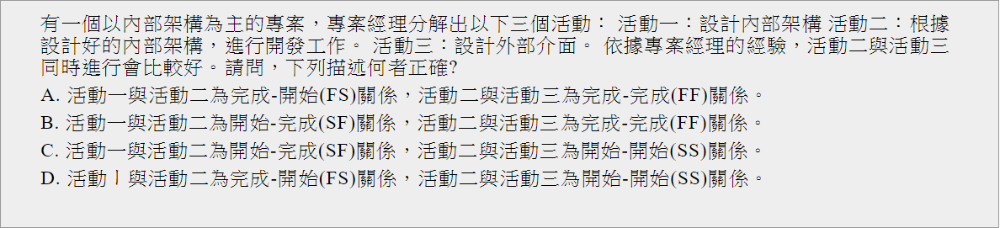 有一個以內部架構為主的專案，專案經理分解出以下三個活動： 活動一：設計內部架構 活動二：根據
設計好的內部架構，進行開發工作。 活動三：設計外部介面。 依據專案經理的經驗，活動二與活動三
同時進行會比較好。請問，下列描述何者正確?
A. 活動一與活動二為完成-開始(FS)關係，活動二與活動三為完成-完成(FF)關係。
B. 活動一與活動二為開始-完成(SF)關係，活動二與活動三為完成-完成(FF)關係。
C. 活動一與活動二為開始-完成(SF)關係，活動二與活動三為開始-開始(SS)關係。
D. 活動〡與活動二為完成-開始(FS)關係，活動二與活動三為開始-開始(SS)關係。